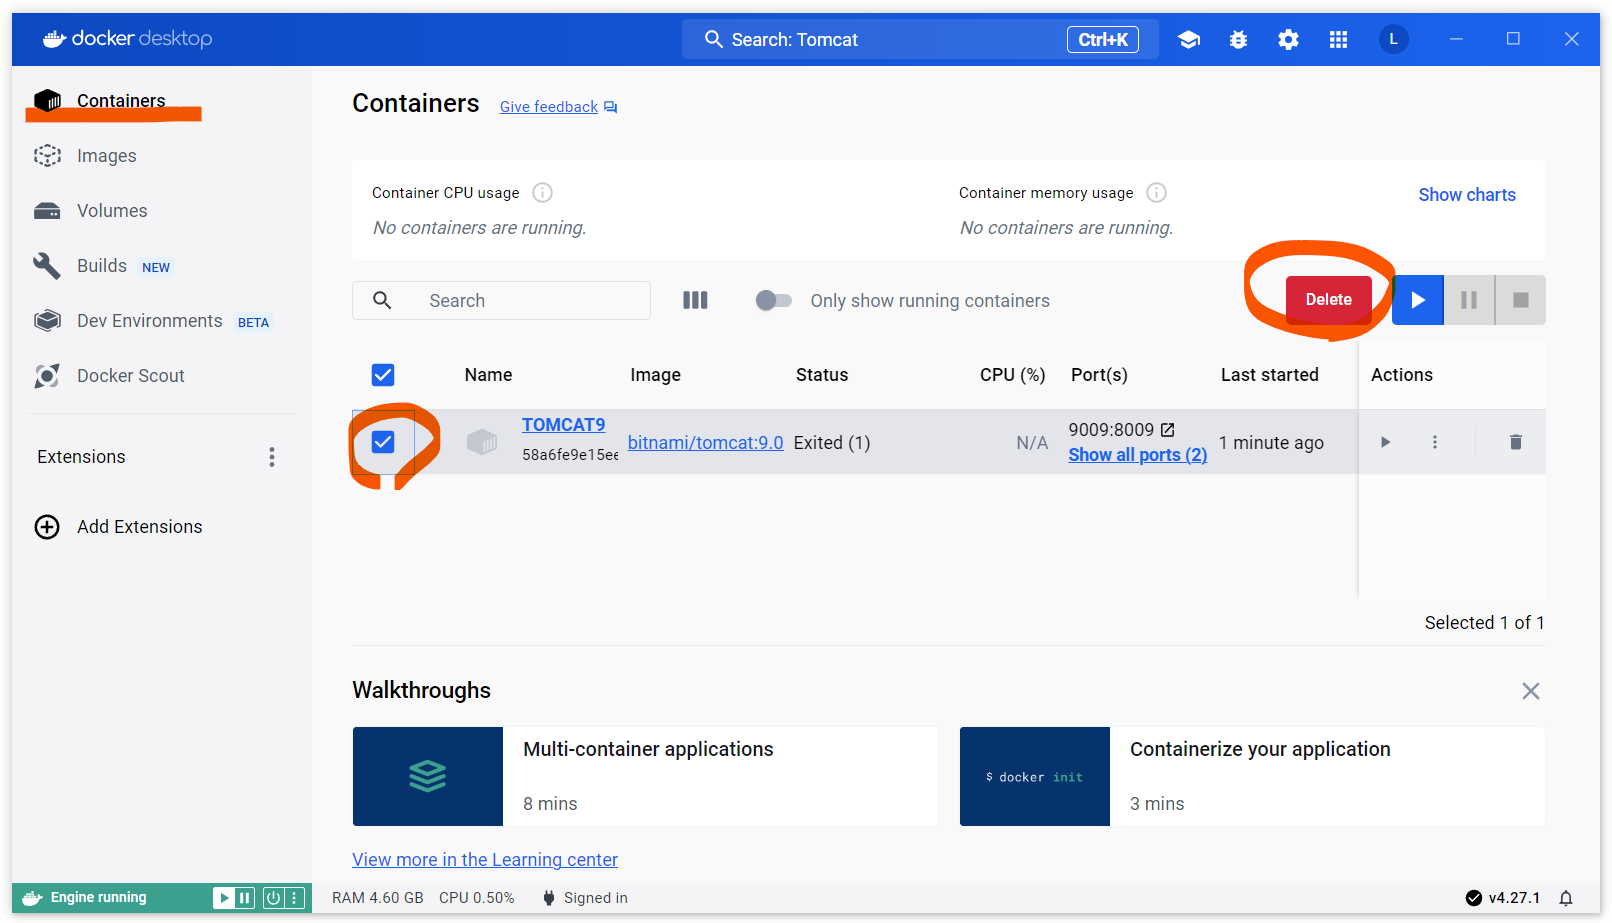 docker desktop
Search: Tomcat
Ctrl+K
L
Containers
Images
Volumes
Builds NEW
Dev Environments BETA
Docker Scout
Extensions
Add Extensions
Containers Give feedback
Container CPU usage
No containers are running.
Container memory usage
No containers are running.
Show charts
Search
Only show running containers
Delete
Name Image Status CPU (%) Port(s) Last started Actions
TOMCAT9
58a6fe9e15ee
bitnami/tomcat:9.0 Exited (1) N/A
9009:8009
Show all ports (2)
1 minute ago
Selected 1 of 1
Walkthroughs
Multi-container applications
8 mins
$ docker init
Containerize your application
3 mins
View more in the Learning center
Engine running
RAM 4.60 GB CPU 0.50% Signed in
v4.27.1